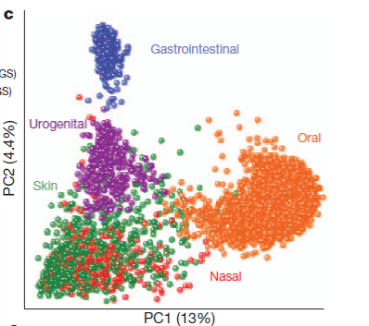 c
Gastrointestinal
GS)
S)
Urogenital
Oral
Skin
Nasal
PC2 (4.4%)
PC1 (13%)